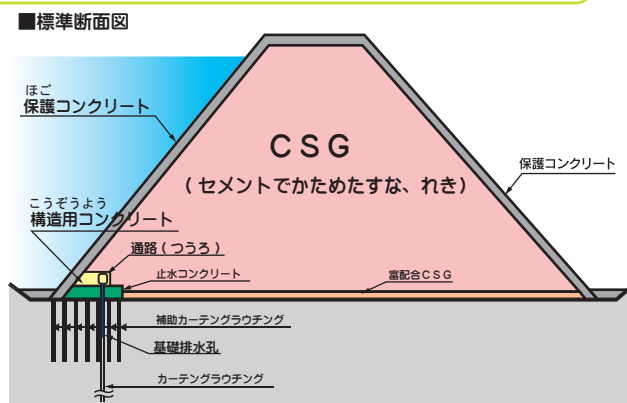 ■標準断面図
ほご
保護コンクリート
CSG
(セメントでかためたすな、れき)
保護コンクリート
こうぞうよう
構造用コンクリート
通路(つうろ)
止水コンクリート
富配合CSG
補助カーテングラウチング
基礎排水孔
カーテングラウチング